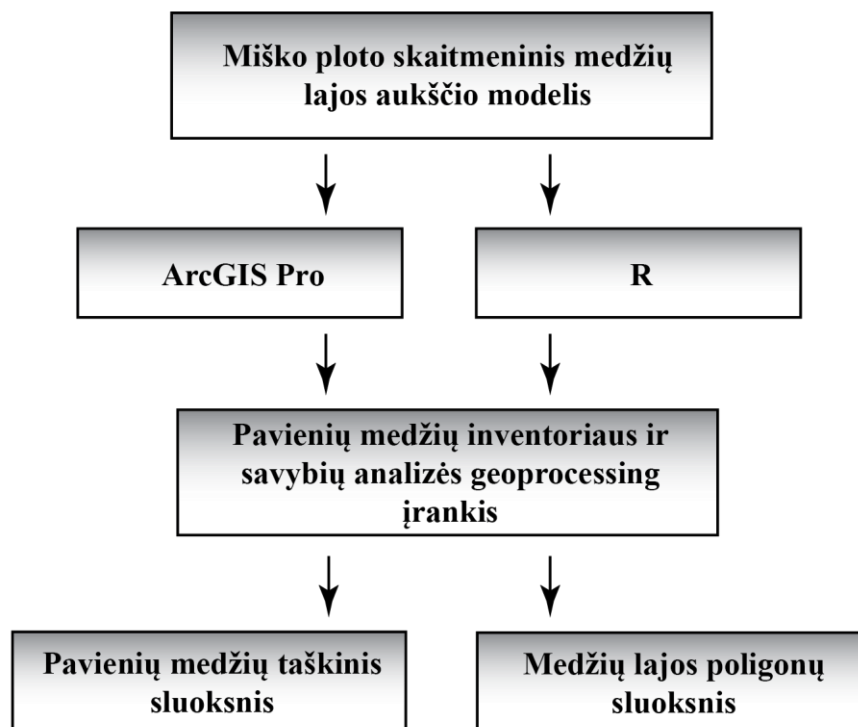 Miško ploto skaitmeninis medžių
lajos aukščio modelis
ArcGIS Pro
R
Pavienių medžių inventoriaus ir
savybių analizės geoprocessing
įrankis
Pavienių medžių taškinis
sluoksnis
Medžių lajos poligonų
sluoksnis